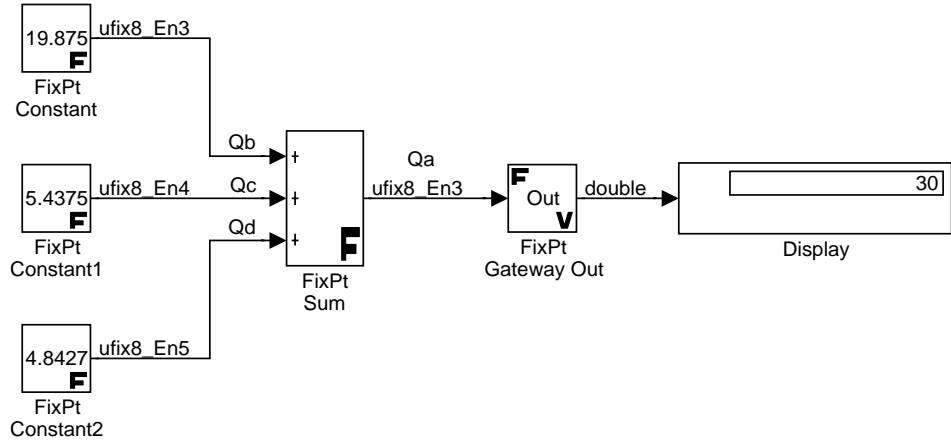 19.875
F
ufix8_En3
FixPt
Constant
Qb
5.4375
F
ufix8_En4
Qc
FixPt
Constant1
Qd
4.8427
F
ufix8_En5
FixPt
Constant2
+
+
+
F
FixPt
Sum
Qa
ufix8_En3
F
Out
V
FixPt
Gateway Out
double
30
Display